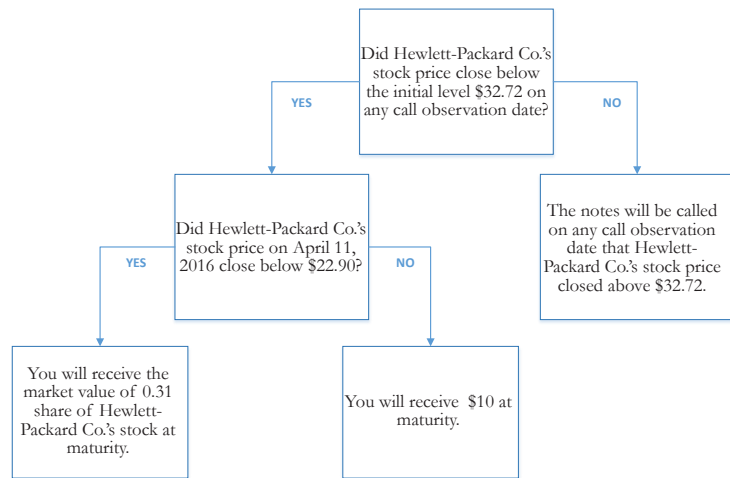 Did Hewlett-Packard Co.'s
stock price close below
the initial level $32.72 on
any call observation date?
YES
NO
Did Hewlett-Packard Co.'s
stock price on April 11,
2016 close below $22.90?
The notes will be called
on any call observation
date that Hewlett-
Packard Co.'s stock price
closed above $32.72.
YES
NO
You will receive the
market value of 0.31
share of Hewlett-
Packard Co.'s stock at
maturity.
You will receive $10 at
maturity.